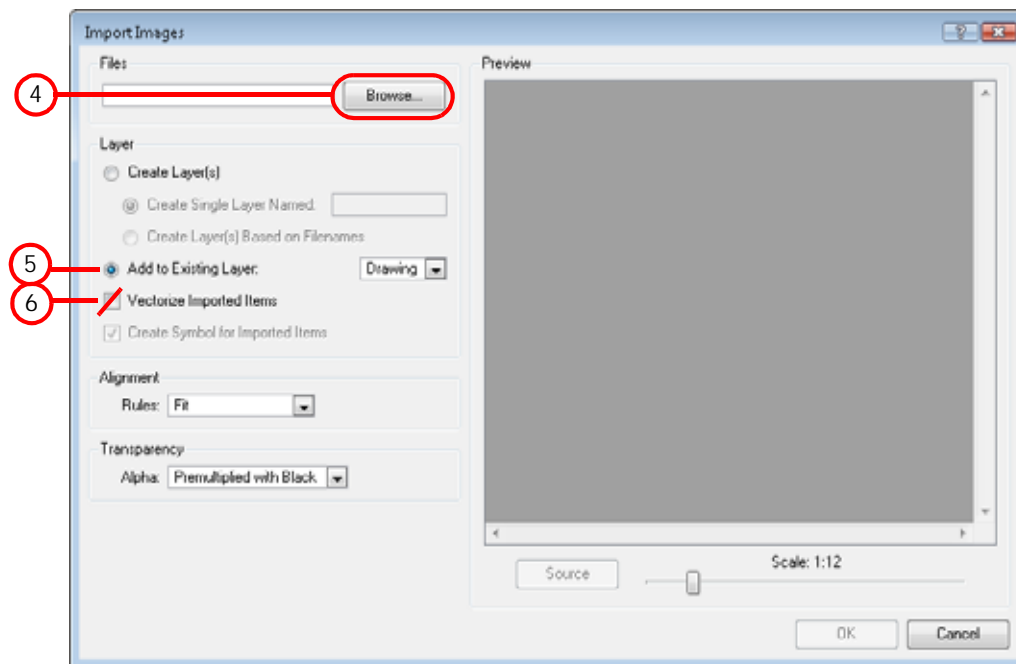 Import Images
Files
4
Browse...
Layer
Create Layer(s)
Create Single Layer Named:
Create Layer(s) Based on Filenames
5
Add to Existing Layer:
Drawing
6
Vectorize Imported Items
Create Symbol for Imported Items
Alignment
Rules:
Fit
Transparency
Alpha:
Premultiplied with Black
Preview
Source
Scale: 1:12
OK
Cancel